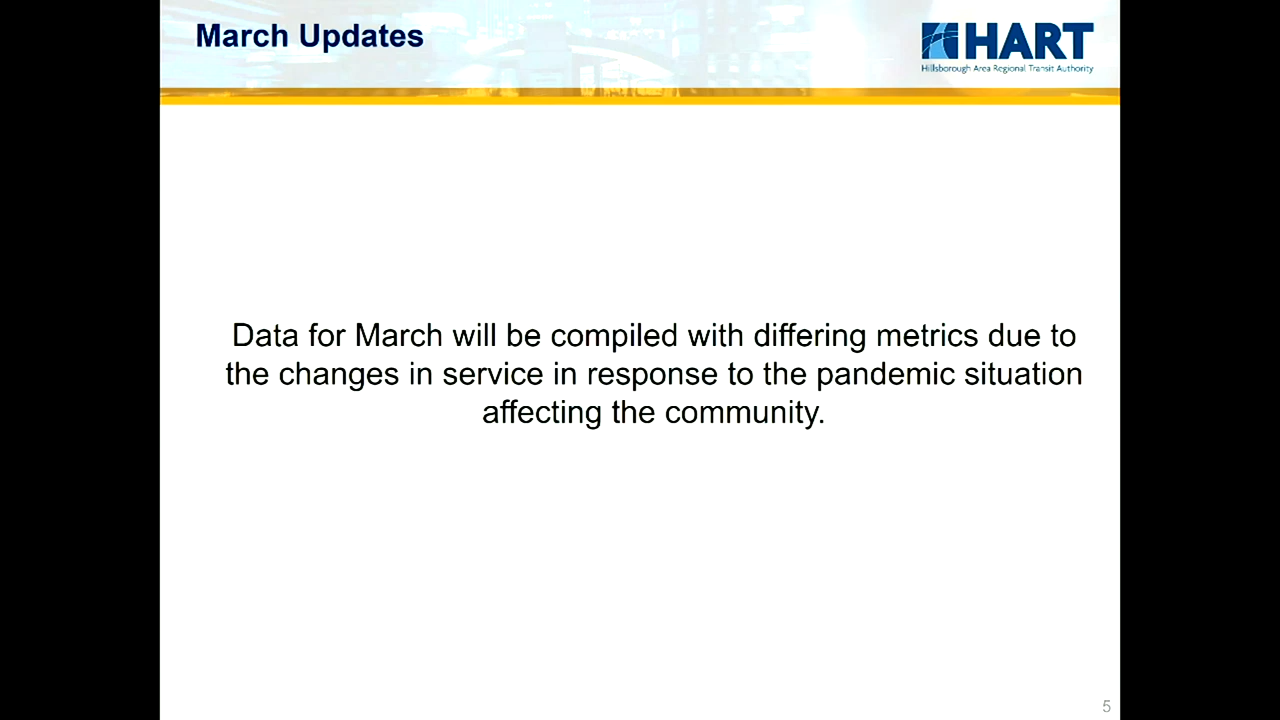 March Updates
HART
Hillsborough Area Regional Transit Authority
Data for March will be compiled with differing metrics due to
the changes in service in response to the pandemic situation
affecting the community.
5